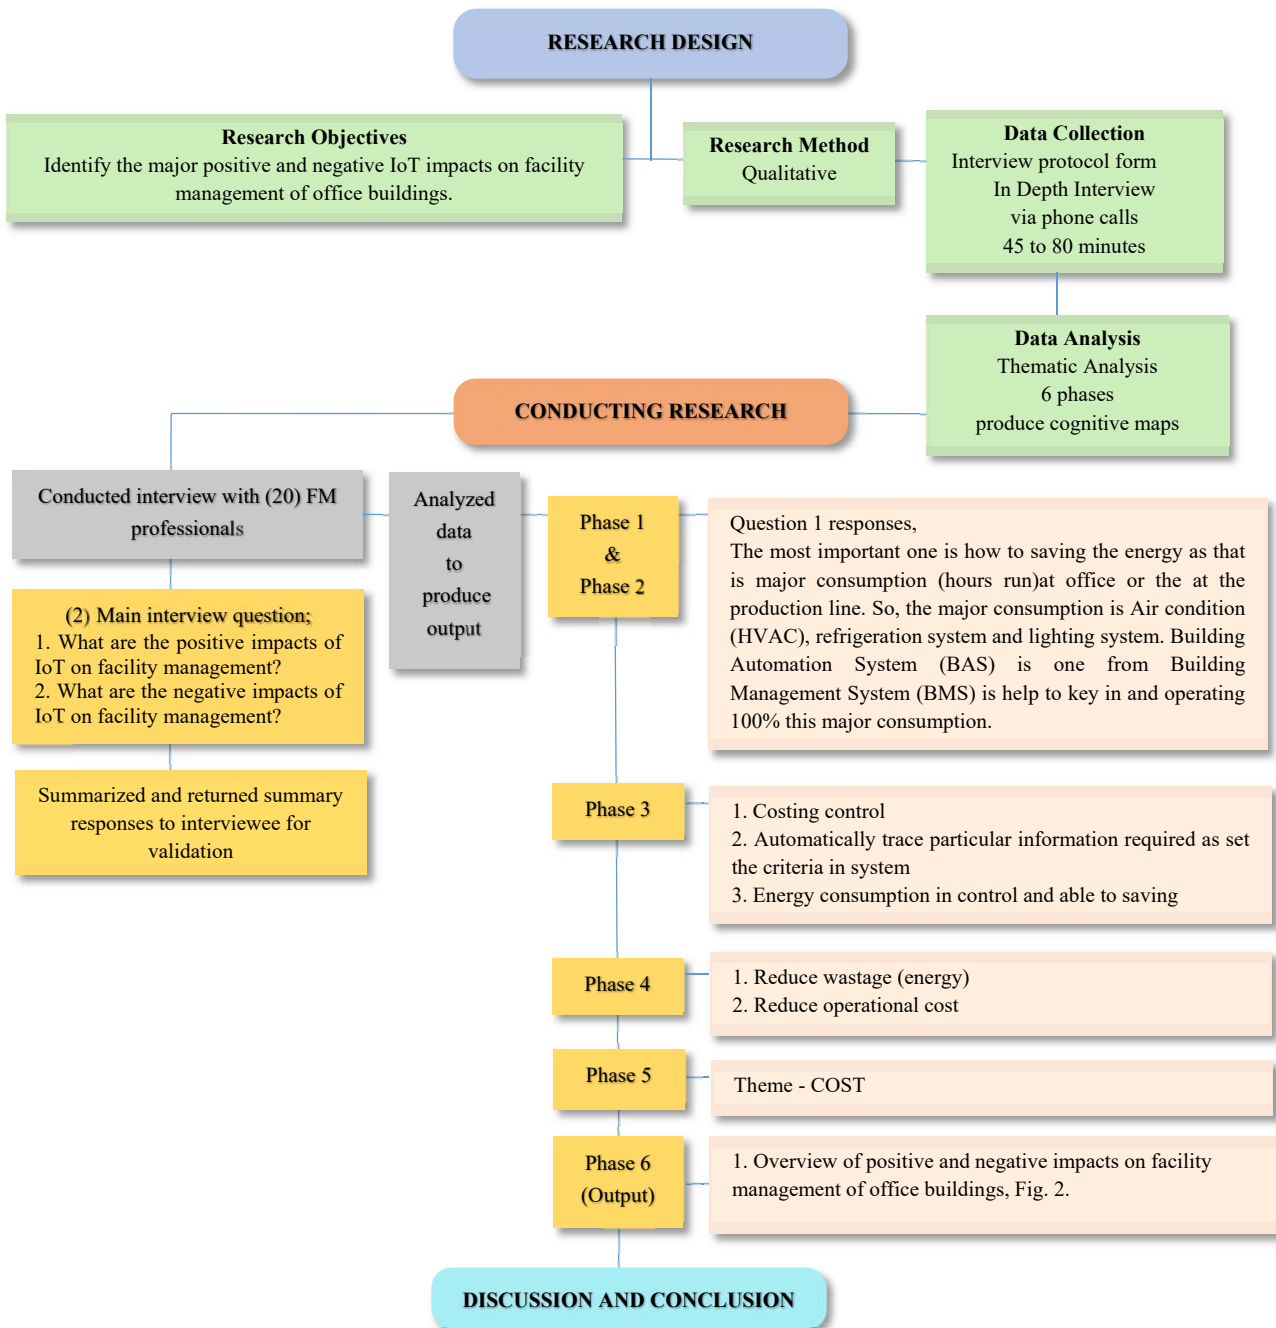 RESEARCH DESIGN
Research Objectives
Identify the major positive and negative IoT impacts on facility
management of office buildings.
Research Method
Qualitative
Data Collection
Interview protocol form
In Depth Interview
via phone calls
45 to 80 minutes
Data Analysis
Thematic Analysis
6 phases
produce cognitive maps
CONDUCTING RESEARCH
Conducted interview with (20) FM
professionals
(2) Main interview question;
1. What are the positive impacts of
IoT on facility management?
2. What are the negative impacts of
IoT on facility management?
Summarized and returned summary
responses to interviewee for
validation
Analyzed
data
to
produce
output
Phase 1
&
Phase 2
Question 1 responses,
The most important one is how to saving the energy as that
is major consumption (hours run)at office or the at the
production line. So, the major consumption is Air condition
(HVAC), refrigeration system and lighting system. Building
Automation System (BAS) is one from Building
Management System (BMS) is help to key in and operating
100% this major consumption.
Phase 3
1. Costing control
2. Automatically trace particular information required as set
the criteria in system
3. Energy consumption in control and able to saving
Phase 4
1. Reduce wastage (energy)
2. Reduce operational cost
Phase 5
Theme - COST
Phase 6
(Output)
1. Overview of positive and negative impacts on facility
management of office buildings, Fig. 2.
DISCUSSION AND CONCLUSION